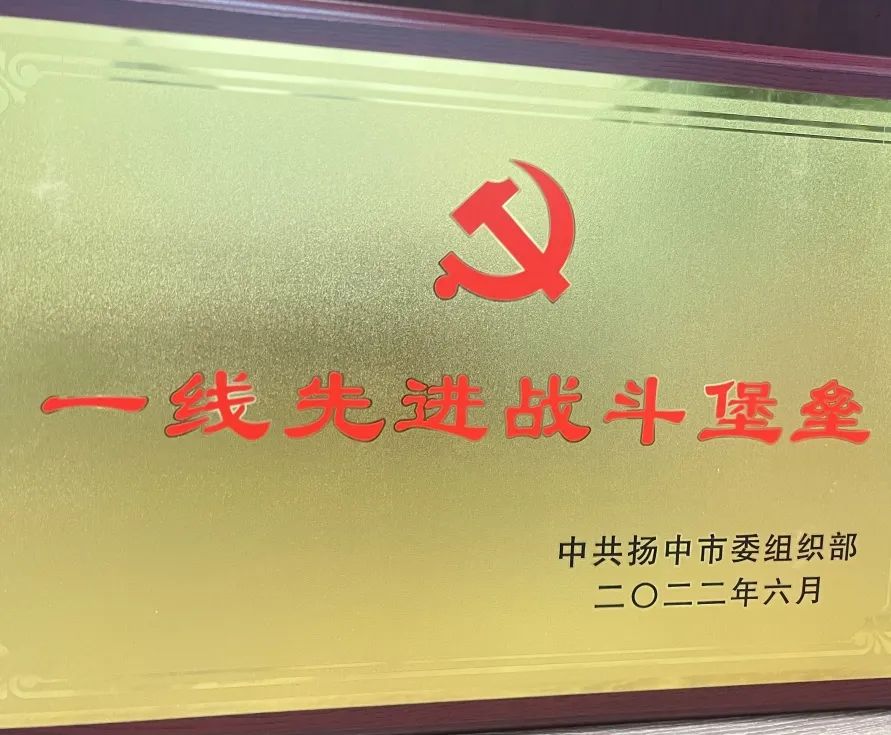 一线先进战斗堡垒
中共扬中市委组织部
二〇二二年六月